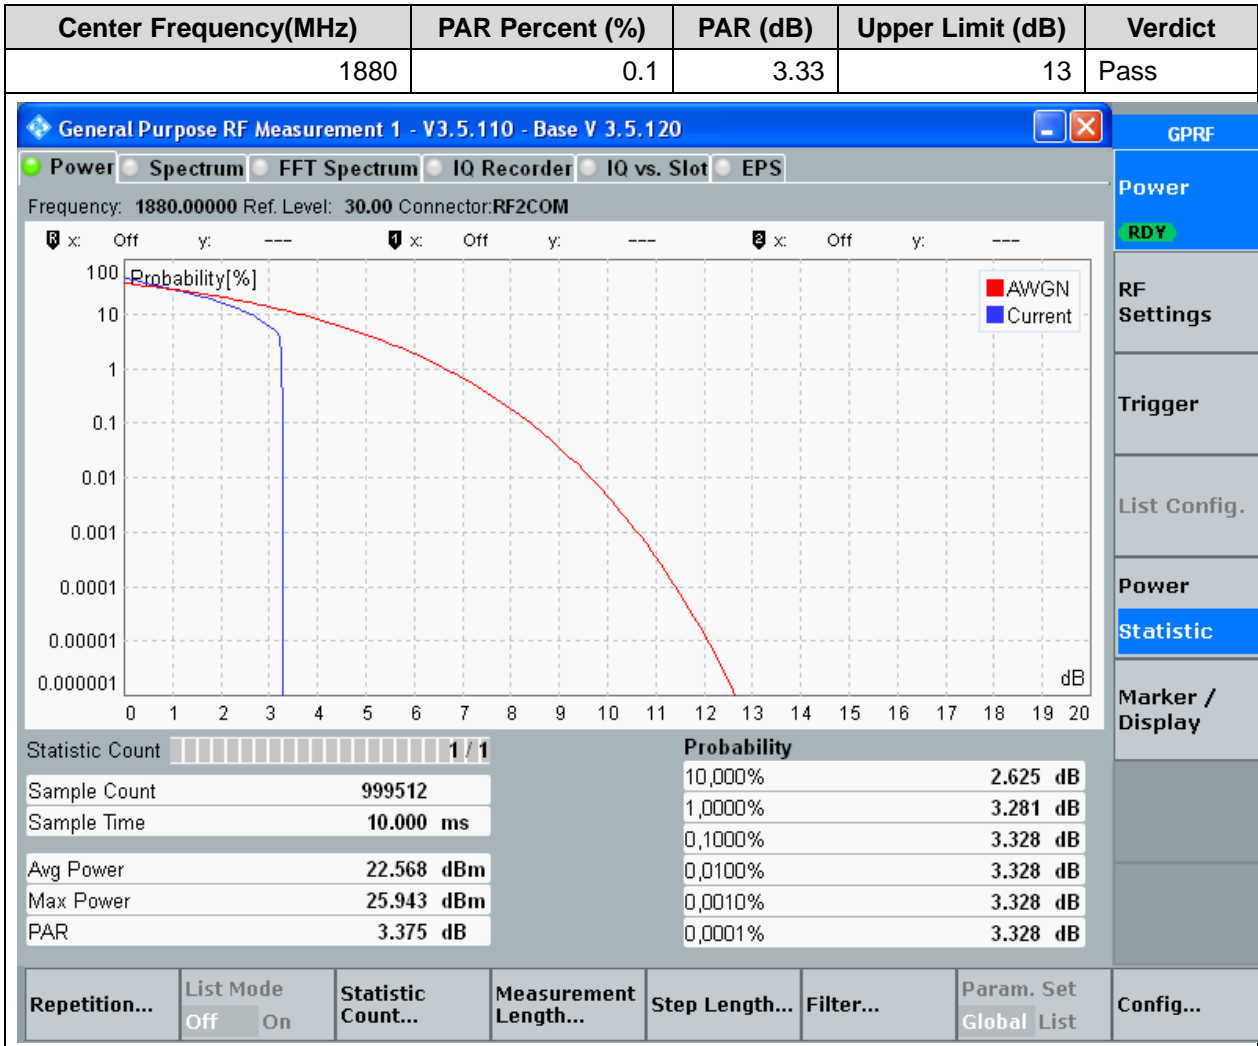 Center Frequency(MHz) PAR Percent (%) PAR (dB) Upper Limit (dB) Verdict
1880 0.1 3.33 13 Pass
General Purpose RF Measurement 1 - V3.5.110 - Base V 3.5.120
GPRF
Power Spectrum FFT Spectrum IQ Recorder IQ vs. Slot EPS
Power
RDY
Frequency: 1880.00000 Ref. Level: 30.00 Connector:RF2COM
R x: Off y: --- 1 x: Off y: --- 2 x: Off y: ---
Probability[%]
AWGN
Current
100
10
1
0.1
0.01
0.001
0.0001
0.00001
0.000001
dB
0 1 2 3 4 5 6 7 8 9 10 11 12 13 14 15 16 17 18 19 20
RF
Settings
Trigger
List Config.
Power
Statistic
Marker /
Display
Statistic Count 1 / 1
Sample Count 999512
Sample Time 10.000 ms
Avg Power 22.568 dBm
Max Power 25.943 dBm
PAR 3.375 dB
Probability
10,000% 2.625 dB
1,0000% 3.281 dB
0,1000% 3.328 dB
0,0100% 3.328 dB
0,0010% 3.328 dB
0,0001% 3.328 dB
Repetition...
List Mode
Off On
Statistic
Count...
Measurement
Length...
Step Length...
Filter...
Param. Set
Global List
Config...